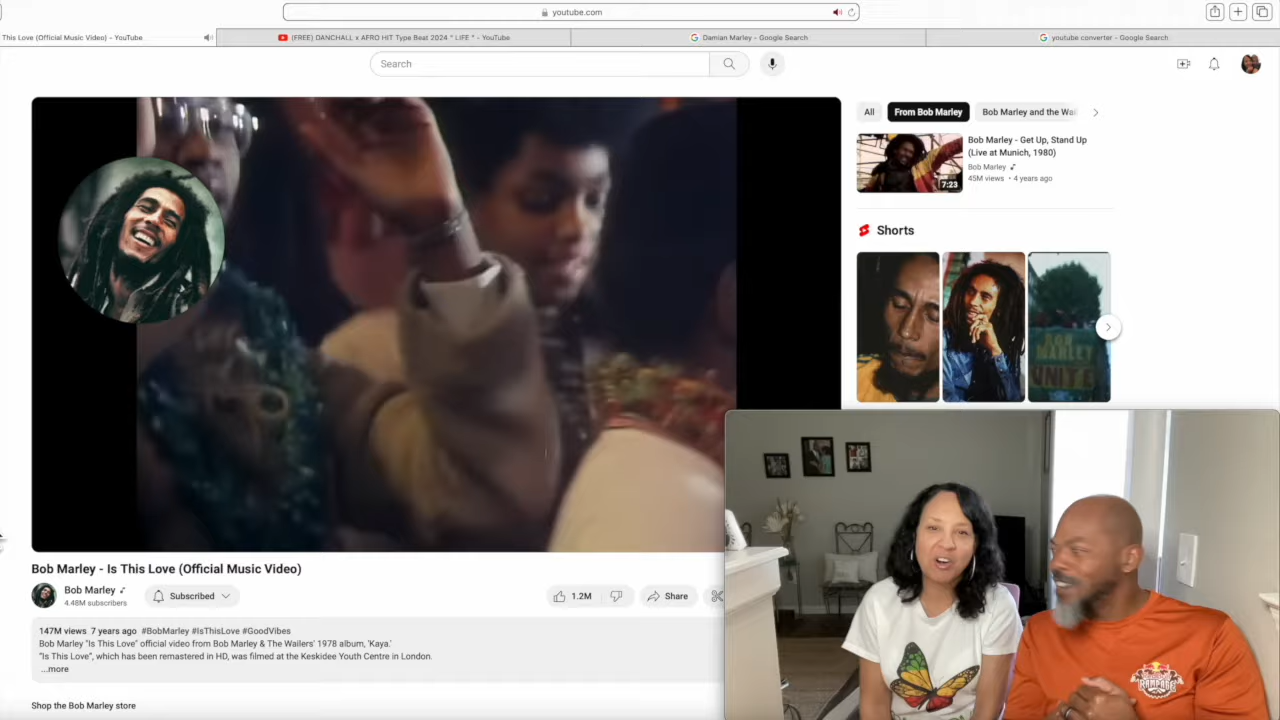 youtube.com
This Love (Official Music Video) – YouTube
(FREE) DANCHALL x AFRO HIT Type Beat 2024 " LIFE " - YouTube
Damian Marley - Google Search
youtube converter - Google Search
Search
All
From Bob Marley
Bob Marley and the Wai
Bob Marley - Get Up, Stand Up
(Live at Munich, 1980)
Bob Marley
45M views • 4 years ago
7:23
Shorts
BOB
MARLEY
UNITE
Bob Marley - Is This Love (Official Music Video)
Bob Marley
4.48M subscribers
Subscribed
1.2M
Share
147M views 7 years ago #BobMarley #IsThisLove #GoodVibes
Bob Marley "Is This Love" official video from Bob Marley & The Wailers' 1978 album, 'Kaya.'
"Is This Love", which has been remastered in HD, was filmed at the Keskidee Youth Centre in London.
...more
Shop the Bob Marley store
RAMPAGE